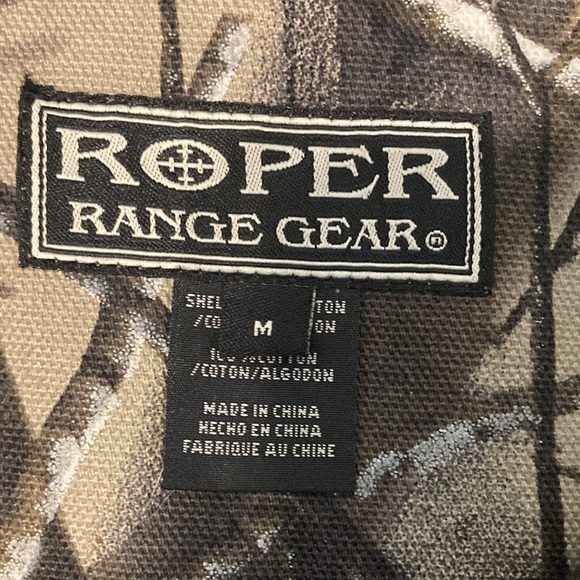 ROPER
RANGE GEAR®
M
/COTON/ALGODON
MADE IN CHINA
HECHO EN CHINA
FABRIQUE AU CHINE